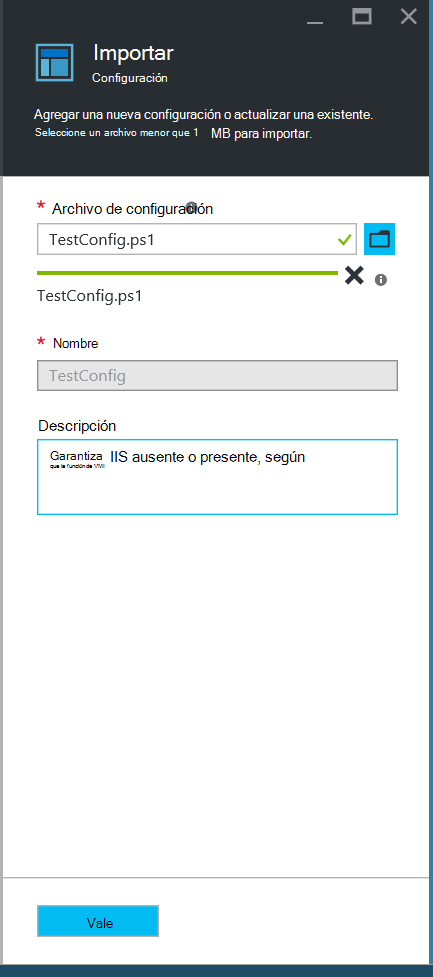 Importar
Configuración
Agregar una nueva configuración o actualizar una existente.
Seleccione un archivo menor que 1 MB para importar.
* Archivo de configuración
TestConfig.ps1
TestConfig.ps1
* Nombre
TestConfig
Descripción
Garantiza IIS ausente o presente, según
que la función de VMI
Vale